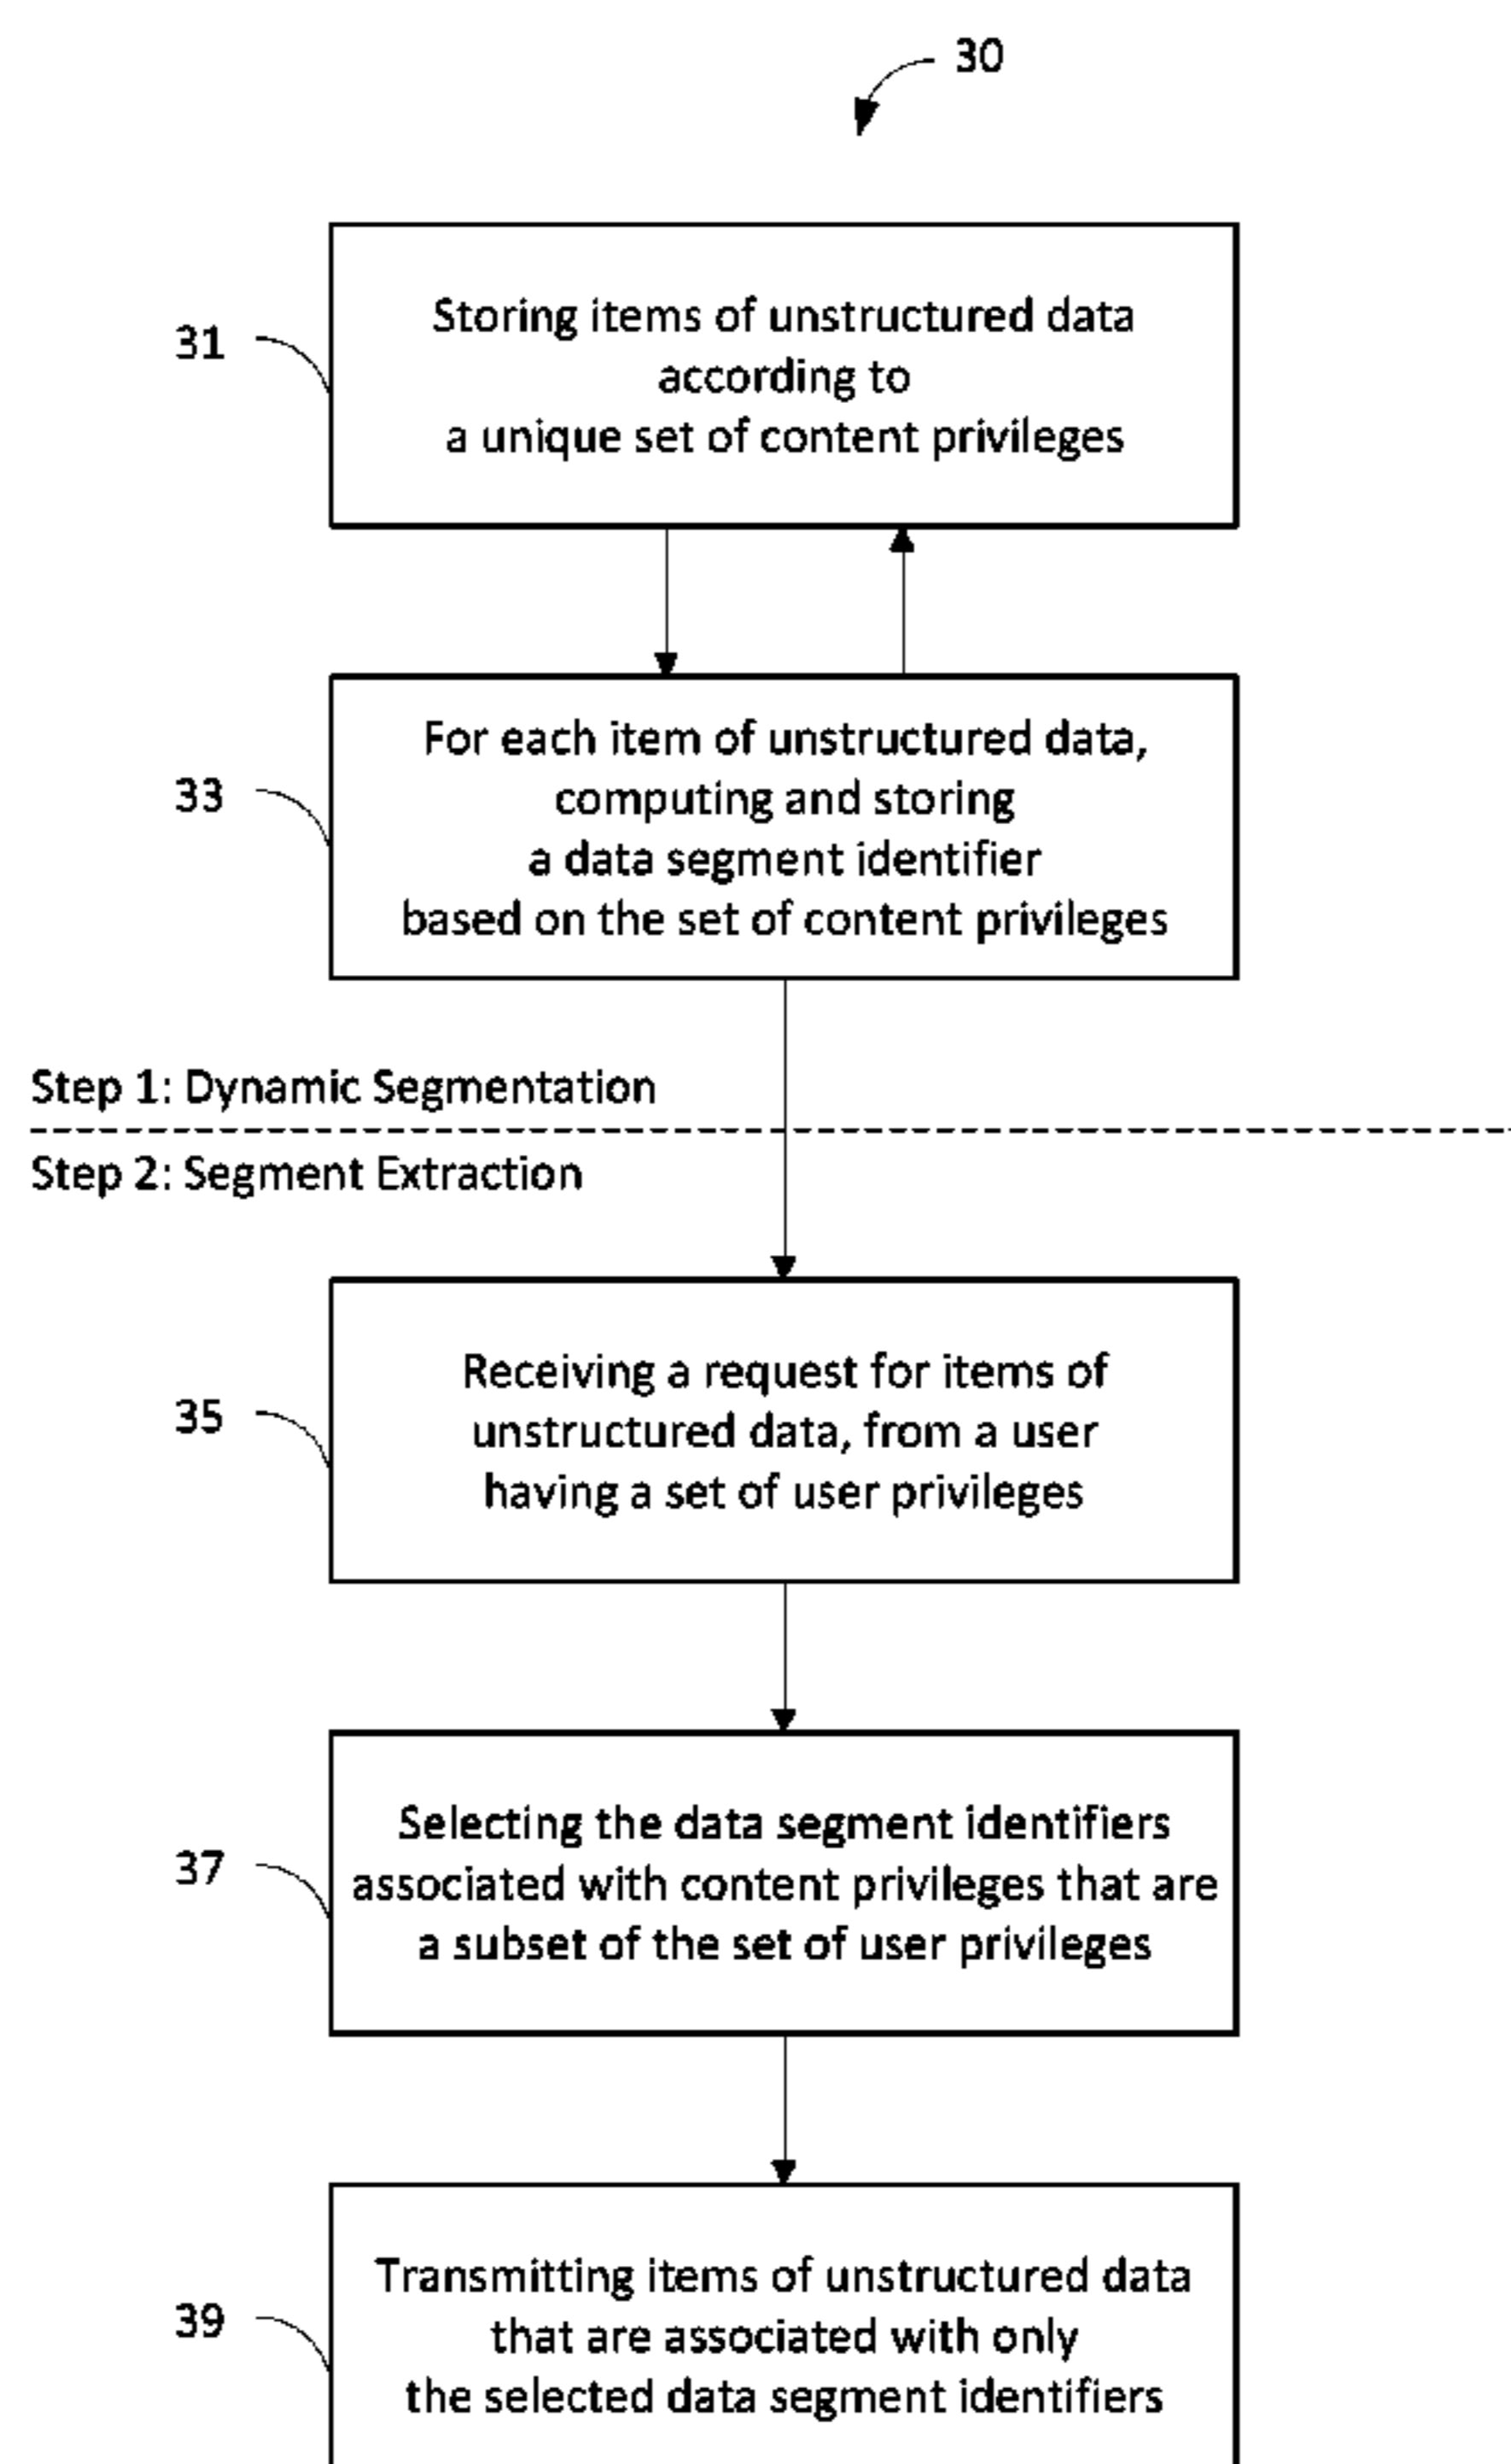 30
31
Storing items of unstructured data
according to
a unique set of content privileges
33
For each item of unstructured data,
computing and storing
a data segment identifier
based on the set of content privileges
Step 1: Dynamic Segmentation
Step 2: Segment Extraction
35
Receiving a request for items of
unstructured data, from a user
having a set of user privileges
37
Selecting the data segment identifiers
associated with content privileges that are
a subset of the set of user privileges
39
Transmitting items of unstructured data
that are associated with only
the selected data segment identifiers